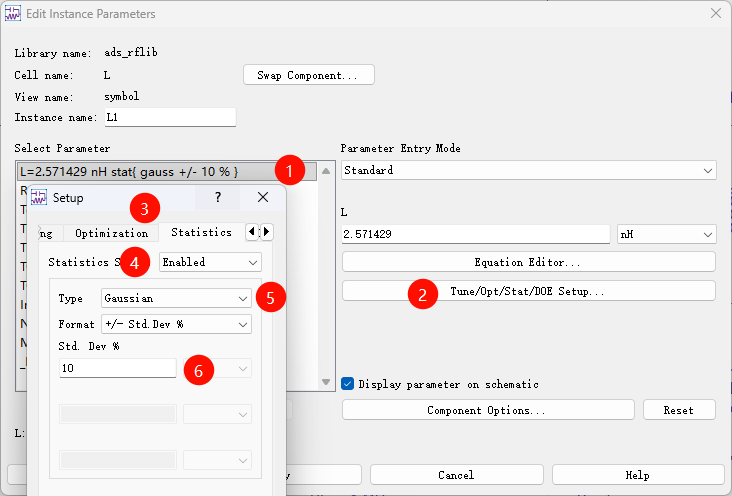 Edit Instance Parameters
Library name: ads_rflib
Cell name: L
Swap Component...
View name: symbol
Instance name: L1
Select Parameter
Parameter Entry Mode
L=2.571429 nH stat{ gauss +/- 10 % }
1
Standard
Setup
?
3
L
2.571429
nH
ng
Optimization
Statistics
4
Enabled
Equation Editor...
Type
Gaussian
5
2
Tune/Opt/Stat/DOE Setup...
Format
+/- Std.Dev %
Std. Dev %
10
6
Display parameter on schematic
Component Options...
Reset
L:
Cancel
Help